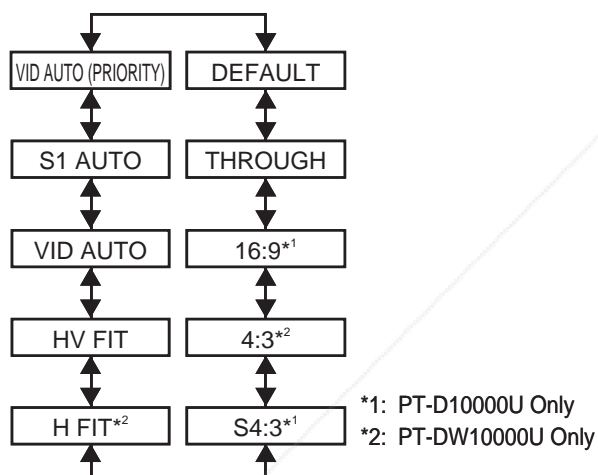 VID AUTO (PRIORITY) DEFAULT
S1 AUTO THROUGH
VID AUTO 16:9*1
HV FIT 4:3*2
H FIT*2 S4:3*1
*1: PT-D10000U Only
*2: PT-DW10000U Only